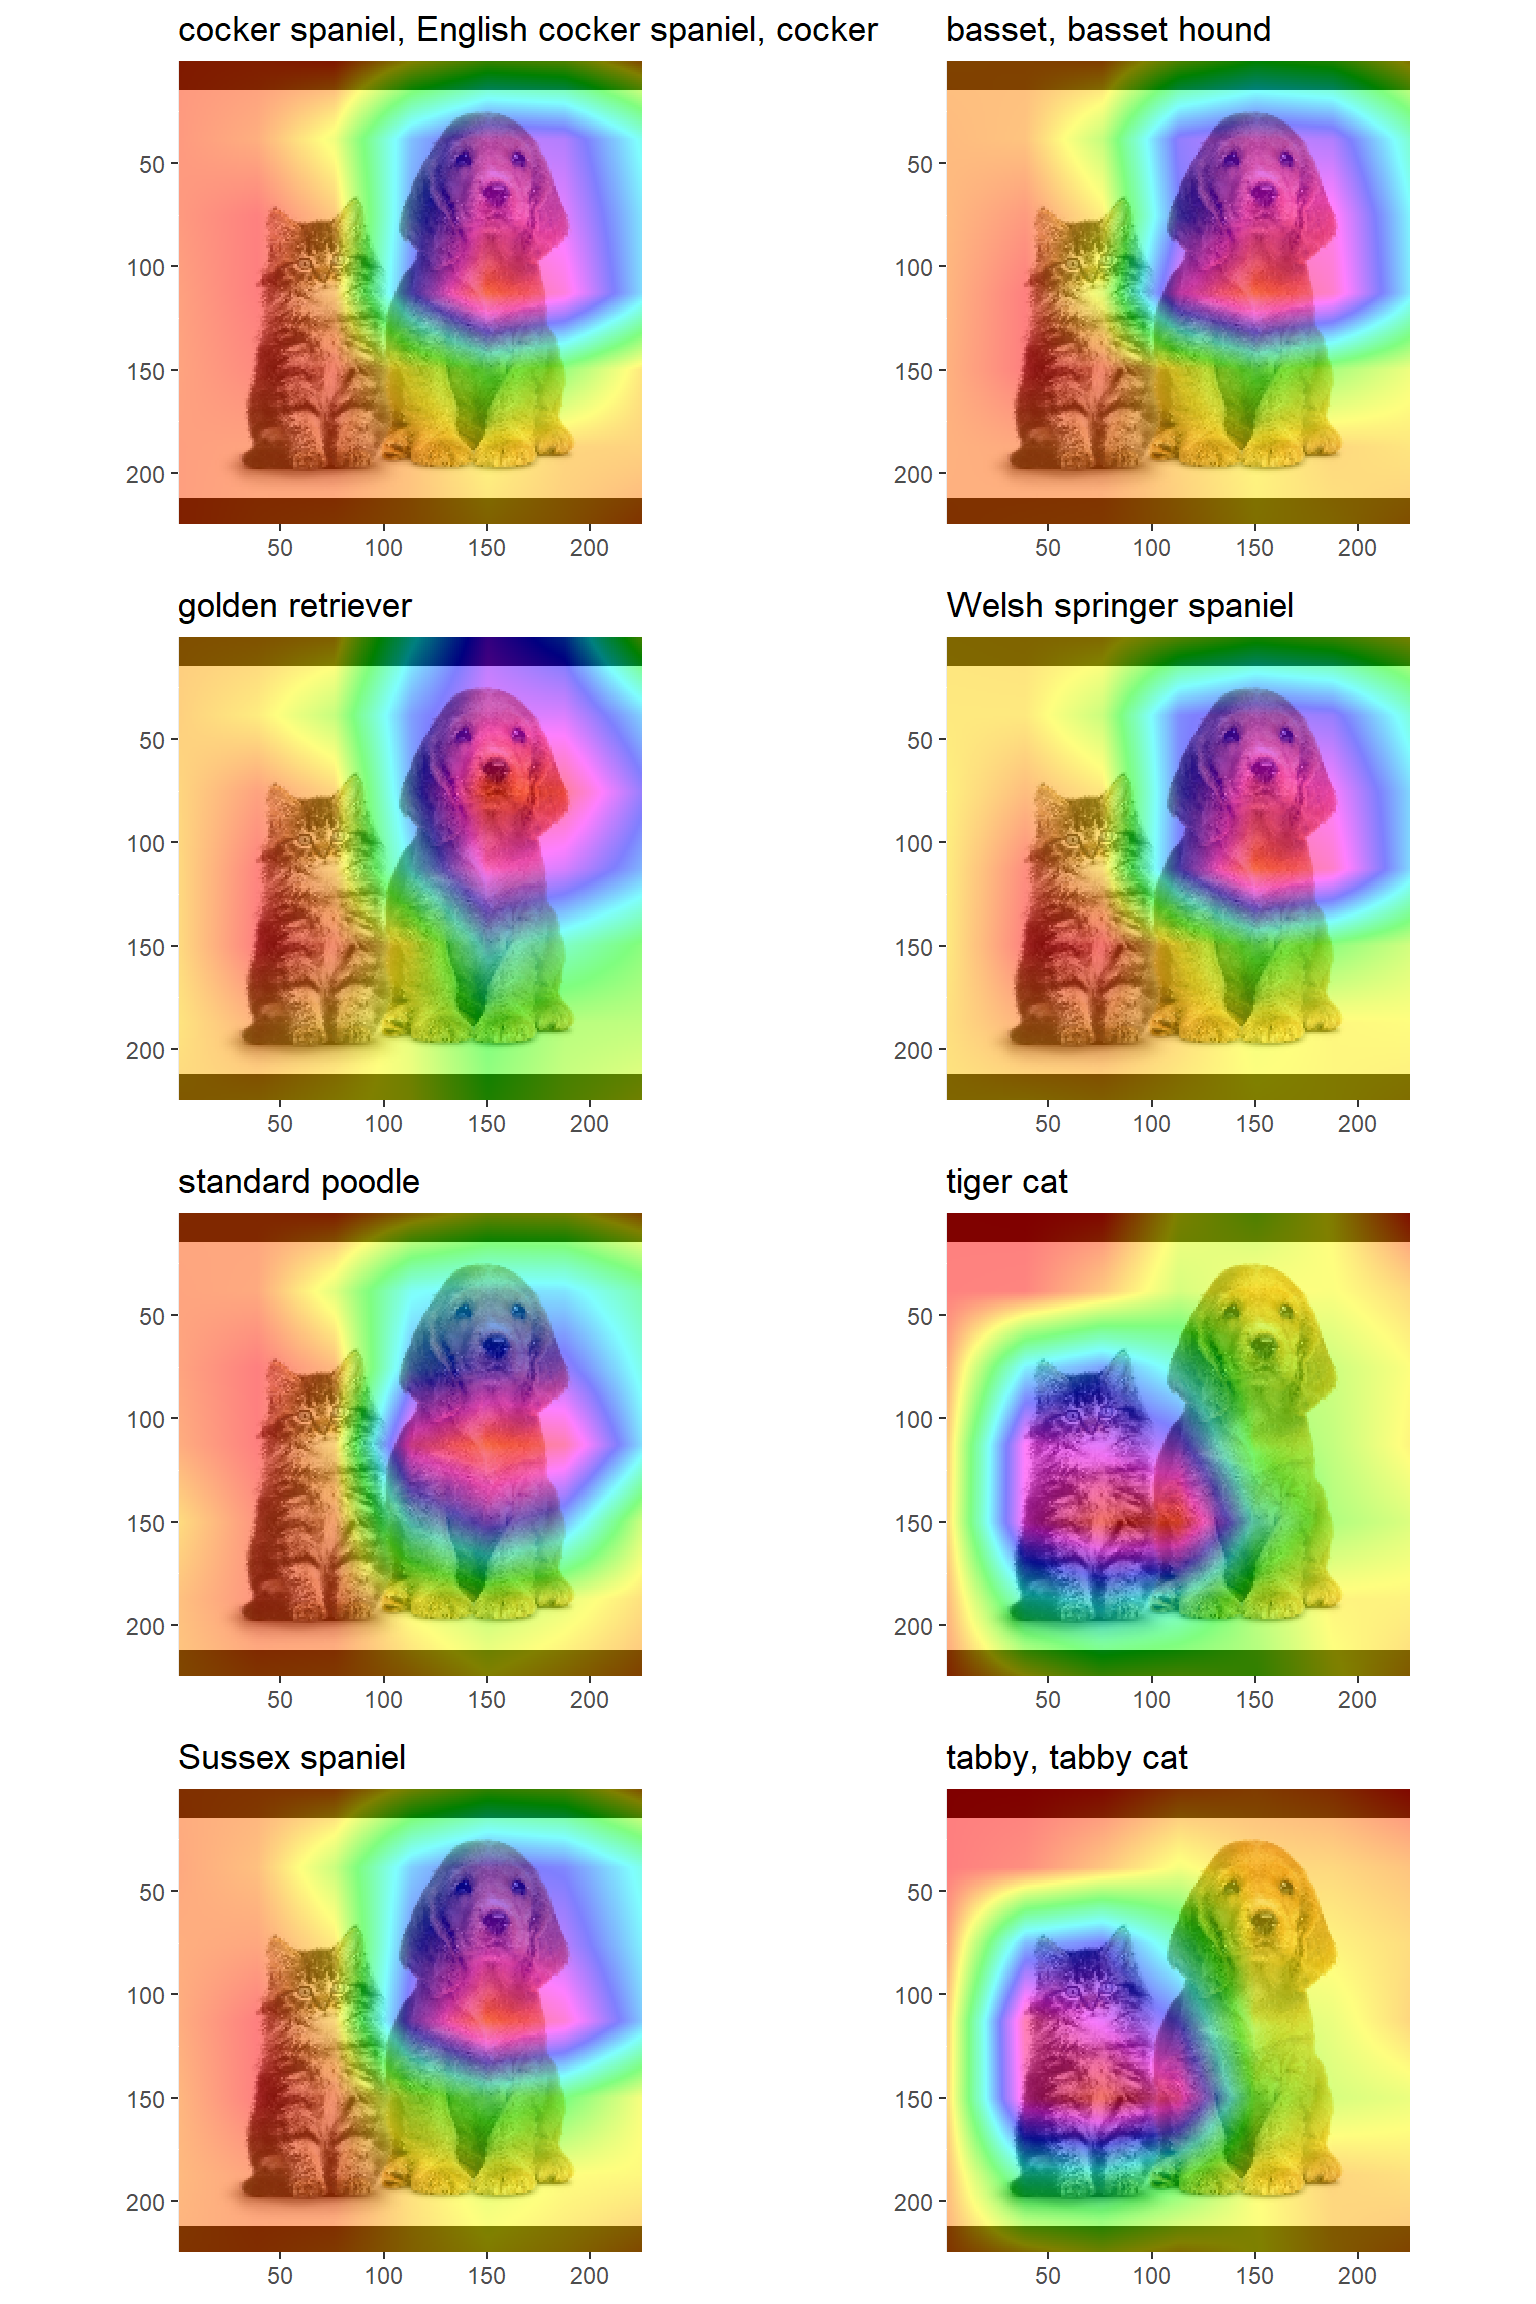 cocker spaniel, English cocker spaniel, cocker
50
100
150
200
50 100 150 200
basset, basset hound
50
100
150
200
50 100 150 200
golden retriever
50
100
150
200
50 100 150 200
Welsh springer spaniel
50
100
150
200
50 100 150 200
standard poodle
50
100
150
200
50 100 150 200
tiger cat
50
100
150
200
50 100 150 200
Sussex spaniel
50
100
150
200
50 100 150 200
tabby, tabby cat
50
100
150
200
50 100 150 200